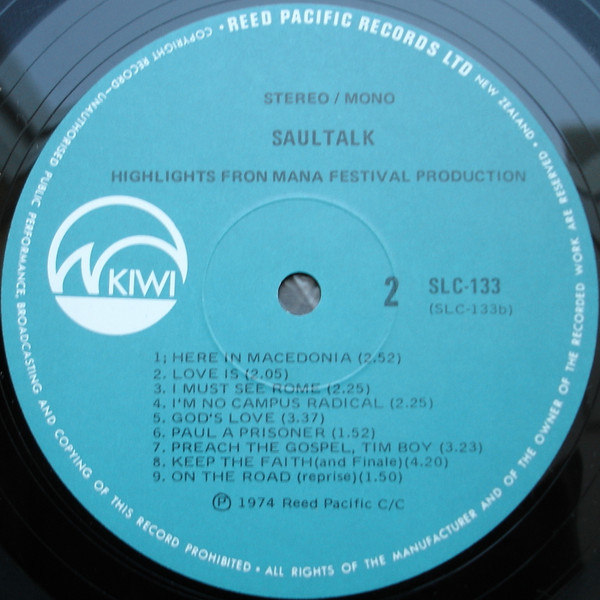 • REED PACIFIC RECORDS LTD NEW ZEALAND •
STEREO / MONO
SAULTALK
HIGHLIGHTS FRON MANA FESTIVAL PRODUCTION
KIWI
2
SLC-133
(SLC-133b)
1; HERE IN MACEDONIA (2.52)
2. LOVE IS (2.05)
3. I MUST SEE ROME (2.25)
4. I'M NO CAMPUS RADICAL (2.25)
5. GOD'S LOVE (3.37)
6. PAUL A PRISONER (1.52)
7. PREACH THE GOSPEL, TIM BOY (3.23)
8. KEEP THE FAITH(and Finale)(4.20)
9. ON THE ROAD (reprise)(1.50)
Ⓟ 1974 Reed Pacific C/C
COPYRIGHT RECORD—UNAUTHORISED PUBLIC PERFORMANCE, BROADCASTING AND COPYING OF THIS RECORD PROHIBITED • ALL RIGHTS OF THE MANUFACTURER AND OF THE OWNER OF THE RECORDED WORK ARE RESERVED